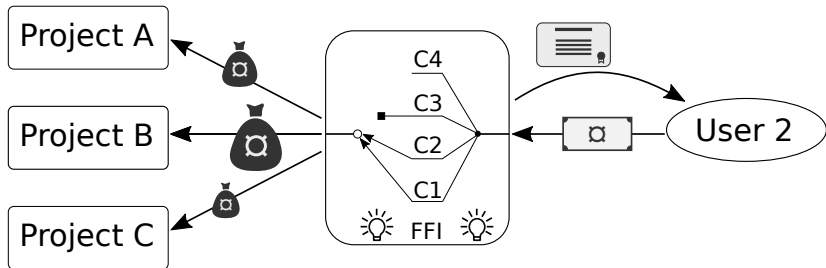 Project A
Project B
Project C
C4
C3
C2
C1
FFI
User 2